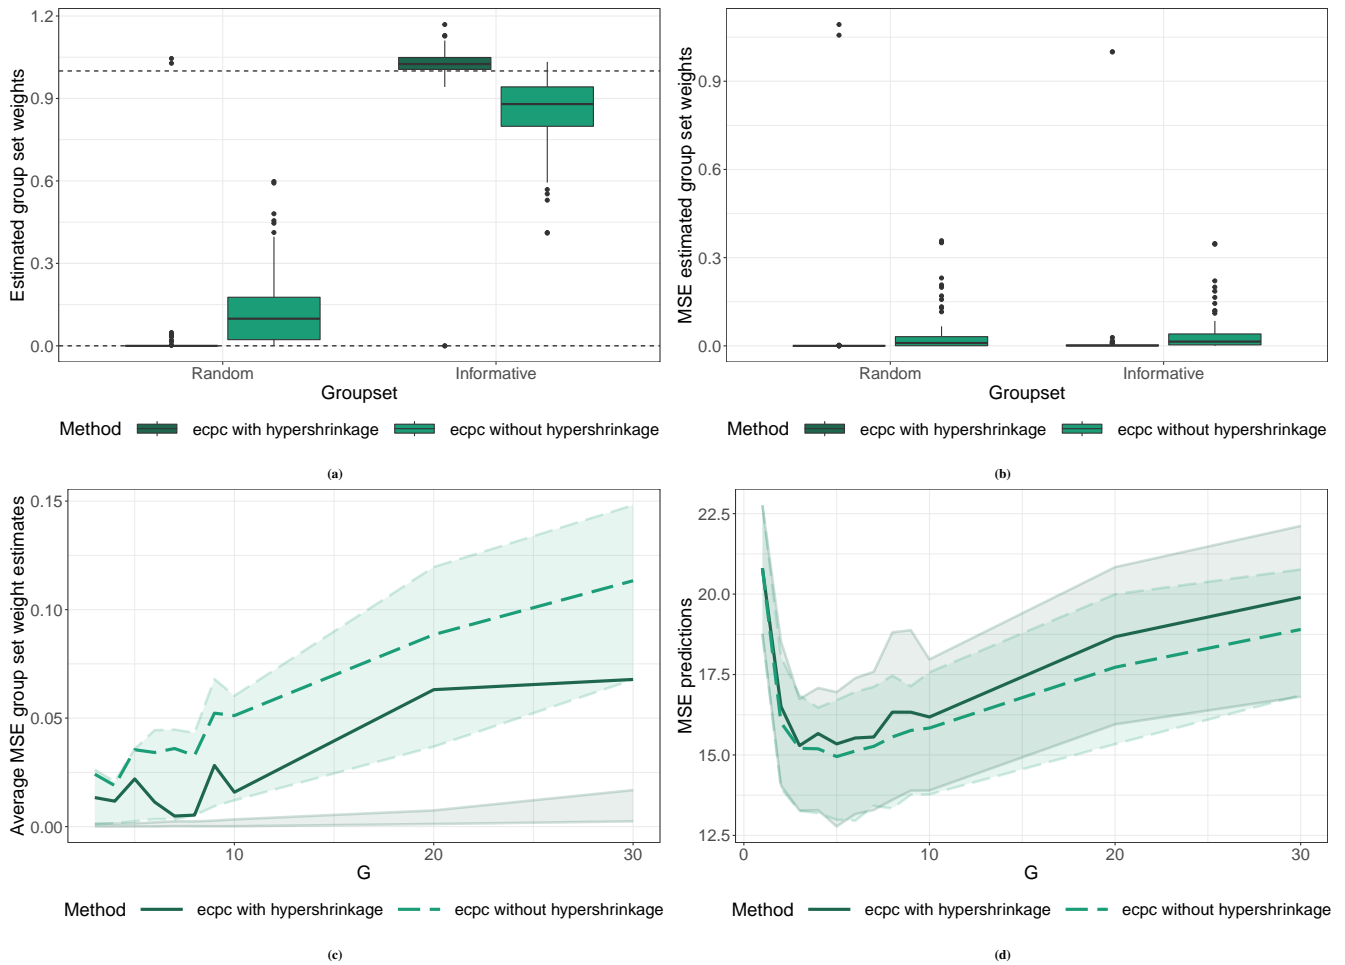 Estimated group set weights
1.2
0.9
0.6
0.3
0.0
Random
Informative
Groupset
Method ecpc with hypershrinkage ecpc without hypershrinkage
(a)
MSE estimated group set weights
0.9
0.6
0.3
0.0
Random
Informative
Groupset
Method ecpc with hypershrinkage ecpc without hypershrinkage
(b)
Average MSE group set weight estimates
0.15
0.10
0.05
0.00
10 20 30
G
Method ecpc with hypershrinkage ecpc without hypershrinkage
(c)
MSE predictions
22.5
20.0
17.5
15.0
12.5
0 10 20 30
G
Method ecpc with hypershrinkage ecpc without hypershrinkage
(d)